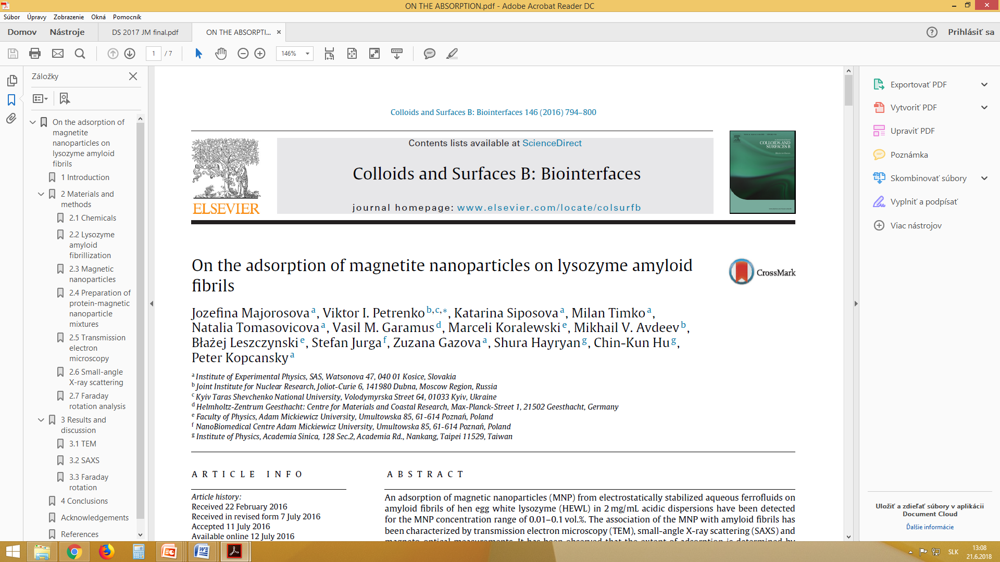 ON THE ABSORPTION.pdf - Adobe Acrobat Reader DC
Súbor Úpravy Zobrazenie Okná Pomocník
Domov Nástroje DS 2017 JM final.pdf ON THE ABSORPTI... Prihlásiť sa
1 / 7 146%
Záložky
On the adsorption of
magnetite
nanoparticles on
lysozyme amyloid
fibrils
1 Introduction
2 Materials and
methods
2.1 Chemicals
2.2 Lysozyme
amyloid
fibrillization
2.3 Magnetic
nanoparticles
2.4 Preparation of
protein-magnetic
nanoparticle
mixtures
2.5 Transmission
electron
microscopy
2.6 Small-angle
X-ray scattering
2.7 Faraday
rotation analysis
3 Results and
discussion
3.1 TEM
3.2 SAXS
3.3 Faraday
rotation
4 Conclusions
Acknowledgements
References
Colloids and Surfaces B: Biointerfaces 146 (2016) 794–800
ELSEVIER
Contents lists available at ScienceDirect
Colloids and Surfaces B: Biointerfaces
journal homepage: www.elsevier.com/locate/colsurfb
COLLOIDS AND
SURFACES B
On the adsorption of magnetite nanoparticles on lysozyme amyloid
fibrils
CrossMark
Jozefina Majorosova a, Viktor I. Petrenko b,c,*, Katarina Siposova a, Milan Timko a,
Natalia Tomasovicova a, Vasil M. Garamus d, Marceli Koralewski e, Mikhail V. Avdeev b,
Błażej Leszczynski e, Stefan Jurga f, Zuzana Gazova a, Shura Hayryan g, Chin-Kun Hu g,
Peter Kopcansky a
a Institute of Experimental Physics, SAS, Watsonova 47, 040 01 Kosice, Slovakia
b Joint Institute for Nuclear Research, Joliot-Curie 6, 141980 Dubna, Moscow Region, Russia
c Kyiv Taras Shevchenko National University, Volodymyrska Street 64, 01033 Kyiv, Ukraine
d Helmholtz-Zentrum Geesthacht: Centre for Materials and Coastal Research, Max-Planck-Street 1, 21502 Geesthacht, Germany
e Faculty of Physics, Adam Mickiewicz University, Umultowska 85, 61-614 Poznań, Poland
f NanoBiomedical Centre Adam Mickiewicz University, Umultowska 85, 61-614 Poznań, Poland
g Institute of Physics, Academia Sinica, 128 Sec.2, Academia Rd., Nankang, Taipei 11529, Taiwan
ARTICLE INFO
Article history:
Received 22 February 2016
Received in revised form 7 July 2016
Accepted 11 July 2016
Available online 12 July 2016
ABSTRACT
An adsorption of magnetic nanoparticles (MNP) from electrostatically stabilized aqueous ferrofluids on
amyloid fibrils of hen egg white lysozyme (HEWL) in 2 mg/mL acidic dispersions have been detected
for the MNP concentration range of 0.01–0.1 vol.%. The association of the MNP with amyloid fibrils has
been characterized by transmission electron microscopy (TEM), small-angle X-ray scattering (SAXS) and
magneto-optical measurements. It has been observed that the extent of adsorption is determined by
Exportovať PDF
Vytvoriť PDF
Upraviť PDF
Poznámka
Skombinovať súbory
Vyplniť a podpísať
Viac nástrojov
Uložiť a zdieľať súbory v aplikácii
Document Cloud
Ďalšie informácie
SLK
13:08
21.6.2018